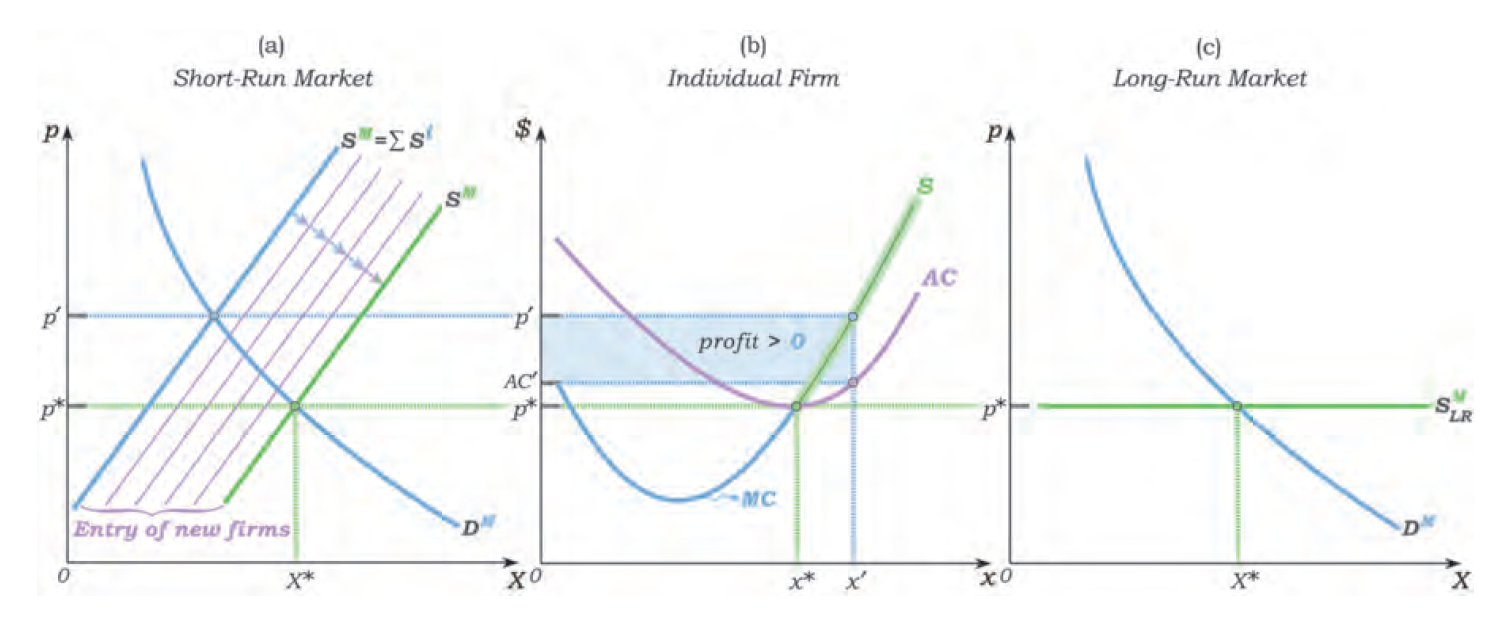 (a)
Short-Run Market
p
S^M = ∑ S^i
S^M
p'
p*
Entry of new firms
D^M
0
X*
X
(b)
Individual Firm
$
S
AC
p'
profit > 0
AC'
p*
MC
0
x*
x'
x
(c)
Long-Run Market
p
p*
S^M_LR
D^M
0
X*
X